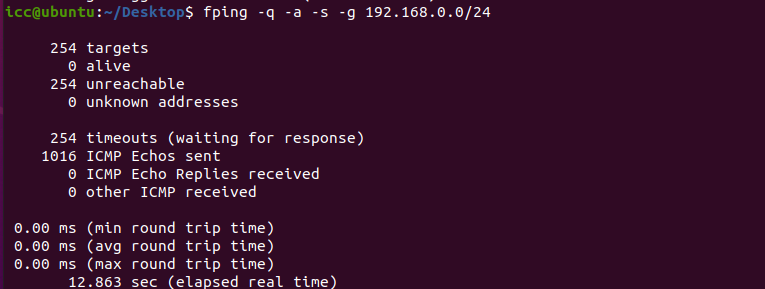 icc@ubuntu:~/Desktop$ fping -q -a -s -g 192.168.0.0/24
254 targets
0 alive
254 unreachable
0 unknown addresses
254 timeouts (waiting for response)
1016 ICMP Echos sent
0 ICMP Echo Replies received
0 other ICMP received
0.00 ms (min round trip time)
0.00 ms (avg round trip time)
0.00 ms (max round trip time)
12.863 sec (elapsed real time)